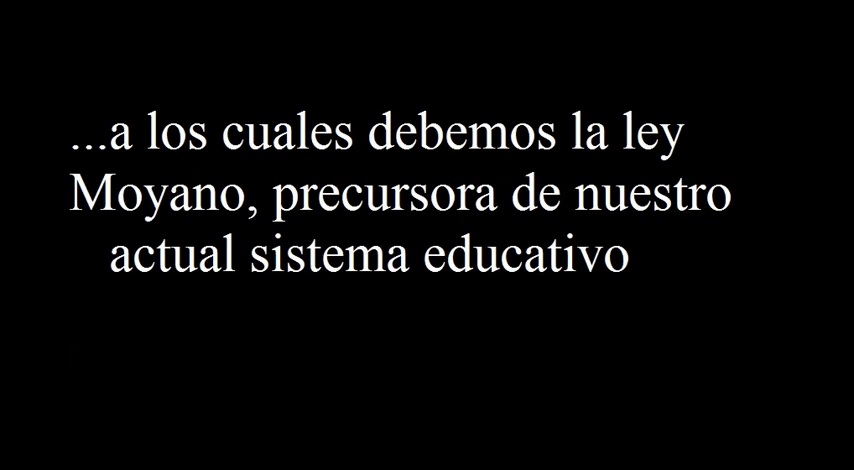 ...a los cuales debemos la ley
Moyano, precursora de nuestro
actual sistema educativo